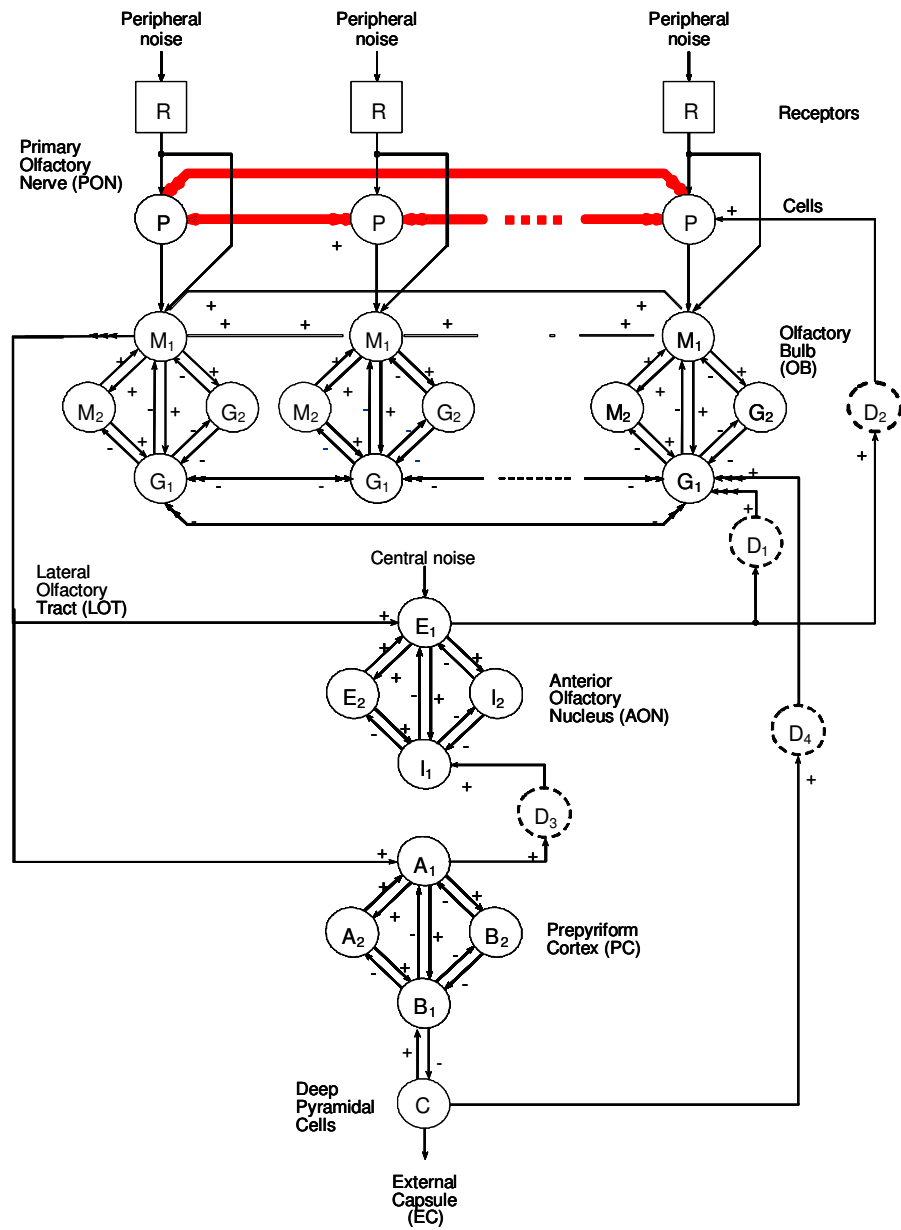 Peripheral noise
Peripheral noise
Peripheral noise
R
R
R
Receptors
Primary Olfactory Nerve (PON)
P
P
P
+
+
Cells
+ + + + + +
M1
M1
M1
Olfactory Bulb (OB)
M2
G2
M2
G2
M2
G2
D2
+ + - + + - - -
+ + - + + - - -
+ + - + + - - -
+
G1
G1
G1
- - - - - -
+
+
D1
Central noise
Lateral Olfactory Tract (LOT)
+
E1
+ + - + + - - -
E2
I2
Anterior Olfactory Nucleus (AON)
I1
+
D4
+
D3
+
+
A1
+ + - + + - - -
A2
B2
Prepyriform Cortex (PC)
B1
+ -
Deep Pyramidal Cells
C
External Capsule (EC)